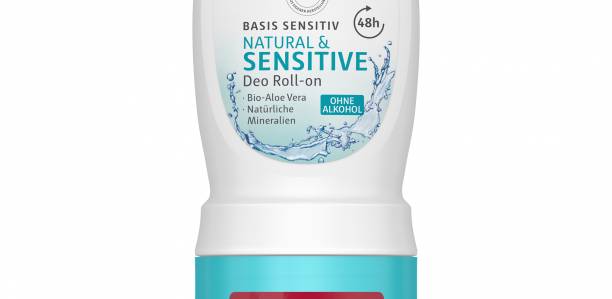 BASIS SENSITIV
48h
NATURAL &
SENSITIVE
Deo Roll-on
· Bio-Aloe Vera
· Natürliche
Mineralien
OHNE
ALKOHOL